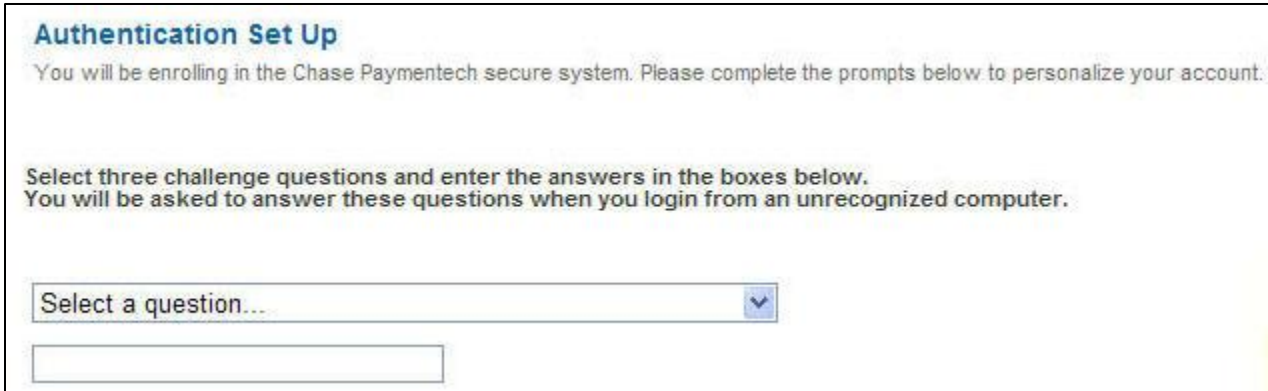 Authentication Set Up
You will be enrolling in the Chase Paymentech secure system. Please complete the prompts below to personalize your account.
Select three challenge questions and enter the answers in the boxes below.
You will be asked to answer these questions when you login from an unrecognized computer.
Select a question...